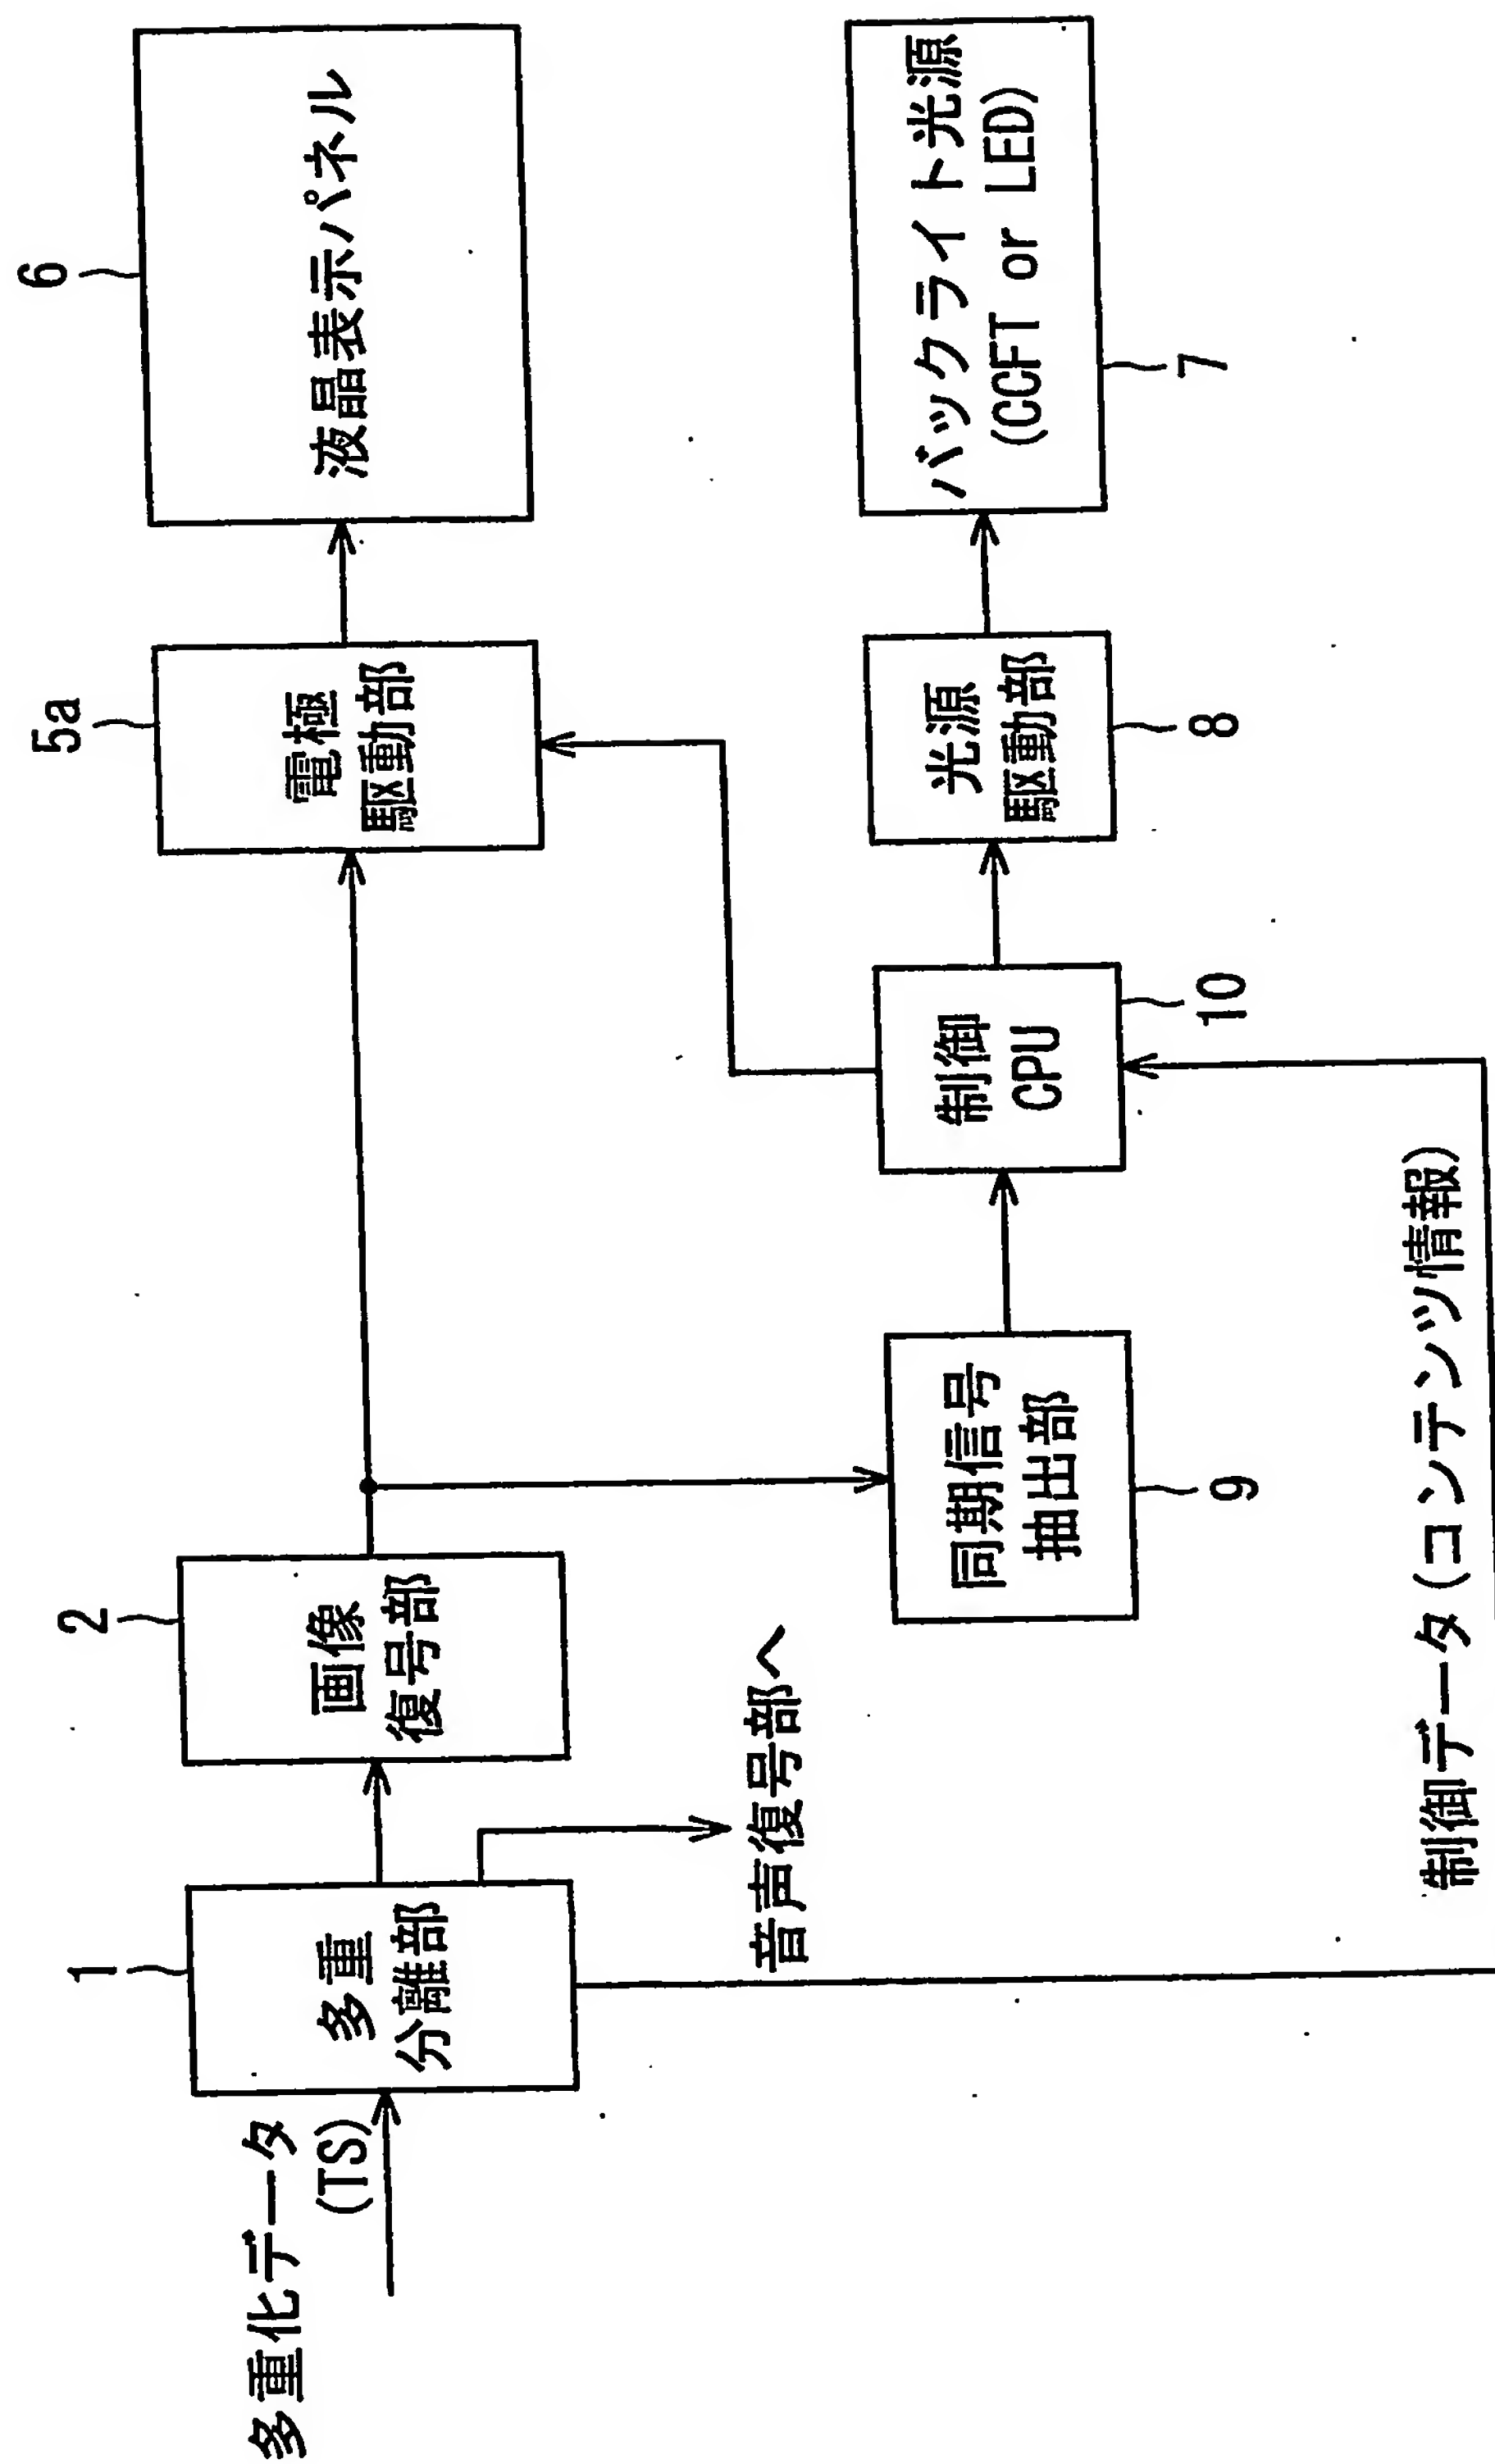 多重化データ
(TS)
1
多重
分離部
2
画像
復号部
5a
電極
駆動部
6
液晶表示パネル
音声復号部へ
同期信号
抽出部
9
制御
CPU
10
光源
駆動部
8
バックライト光源
(CCFT or LED)
7
制御データ(コンテンツ情報)